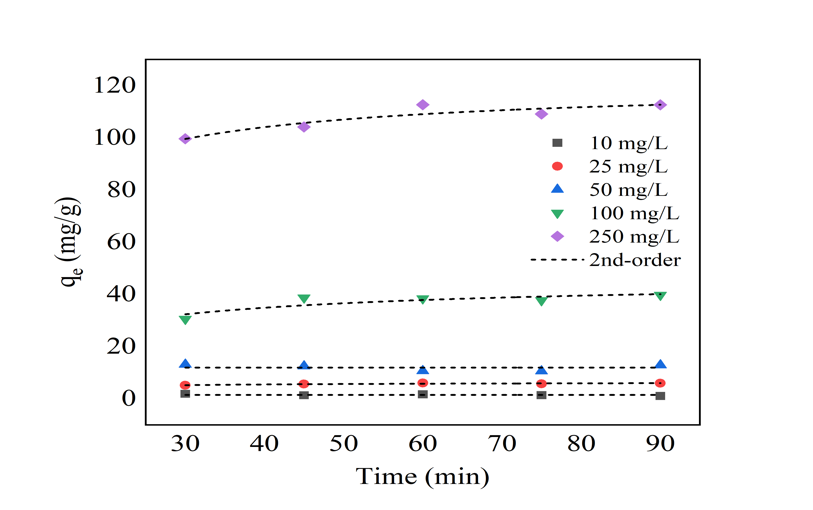 120
100
80
60
40
20
0
qe (mg/g)
10 mg/L
25 mg/L
50 mg/L
100 mg/L
250 mg/L
2nd-order
30 40 50 60 70 80 90
Time (min)